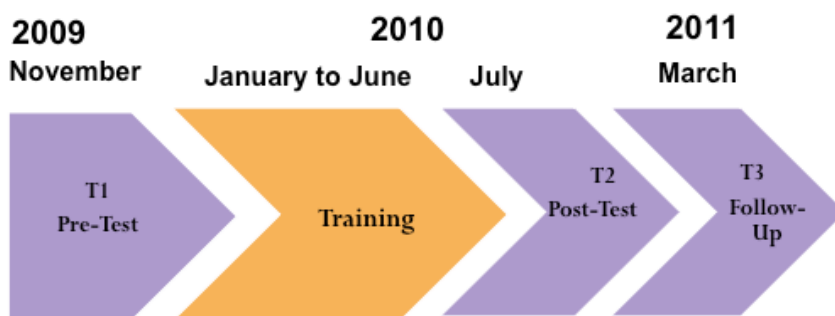 2009
2010
2011
November
January to June
July
March
T1
Pre-Test
Training
T2
Post-Test
T3
Follow-
Up